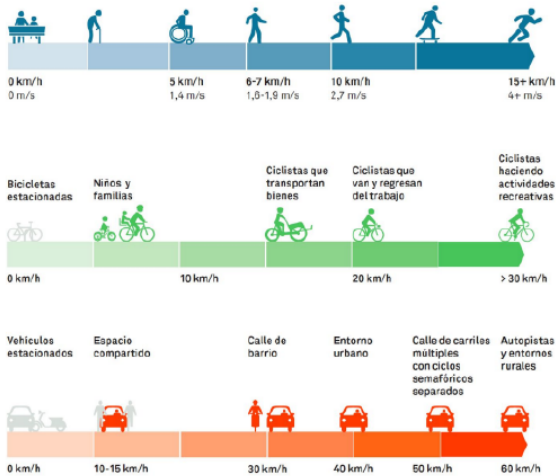 0 km/h 5 km/h 6-7 km/h 10 km/h 15+ km/h
0 m/s 1,4 m/s 1,6-1,9 m/s 2,7 m/s 4+ m/s
Bicicletas
estacionadas
Niños y
familias
Ciclistas que
transportan
bienes
Ciclistas que
van y regresan
del trabajo
Ciclistas
haciendo
actividades
recreativas
0 km/h 10 km/h 20 km/h > 30 km/h
Vehículos
estacionados
Espacio
compartido
Calle de
barrio
Entorno
urbano
Calle de carriles
múltiples
con ciclos
semafóricos
separados
Autopistas
y entornos
rurales
0 km/h 10-15 km/h 30 km/h 40 km/h 50 km/h 60 km/h